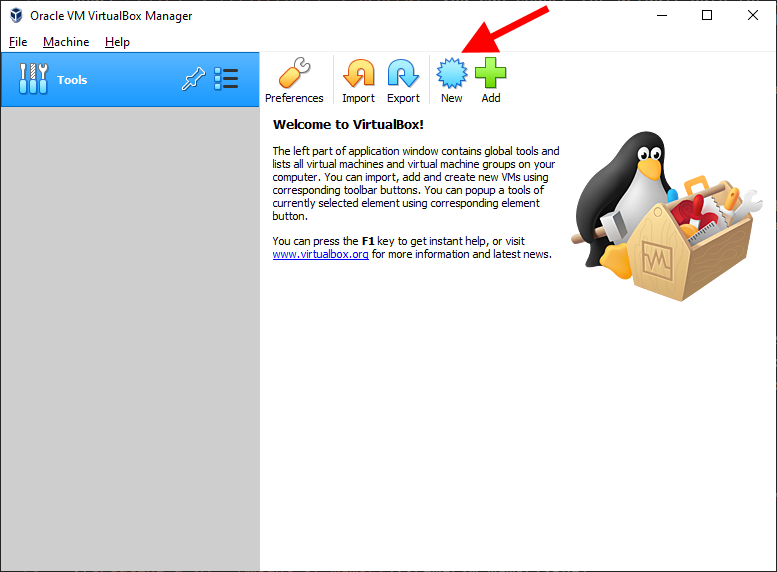 Oracle VM VirtualBox Manager
File Machine Help
Tools
Preferences Import Export New Add
Welcome to VirtualBox!
The left part of application window contains global tools and
lists all virtual machines and virtual machine groups on your
computer. You can import, add and create new VMs using
corresponding toolbar buttons. You can popup a tools of
currently selected element using corresponding element
button.
You can press the F1 key to get instant help, or visit
www.virtualbox.org for more information and latest news.
VM